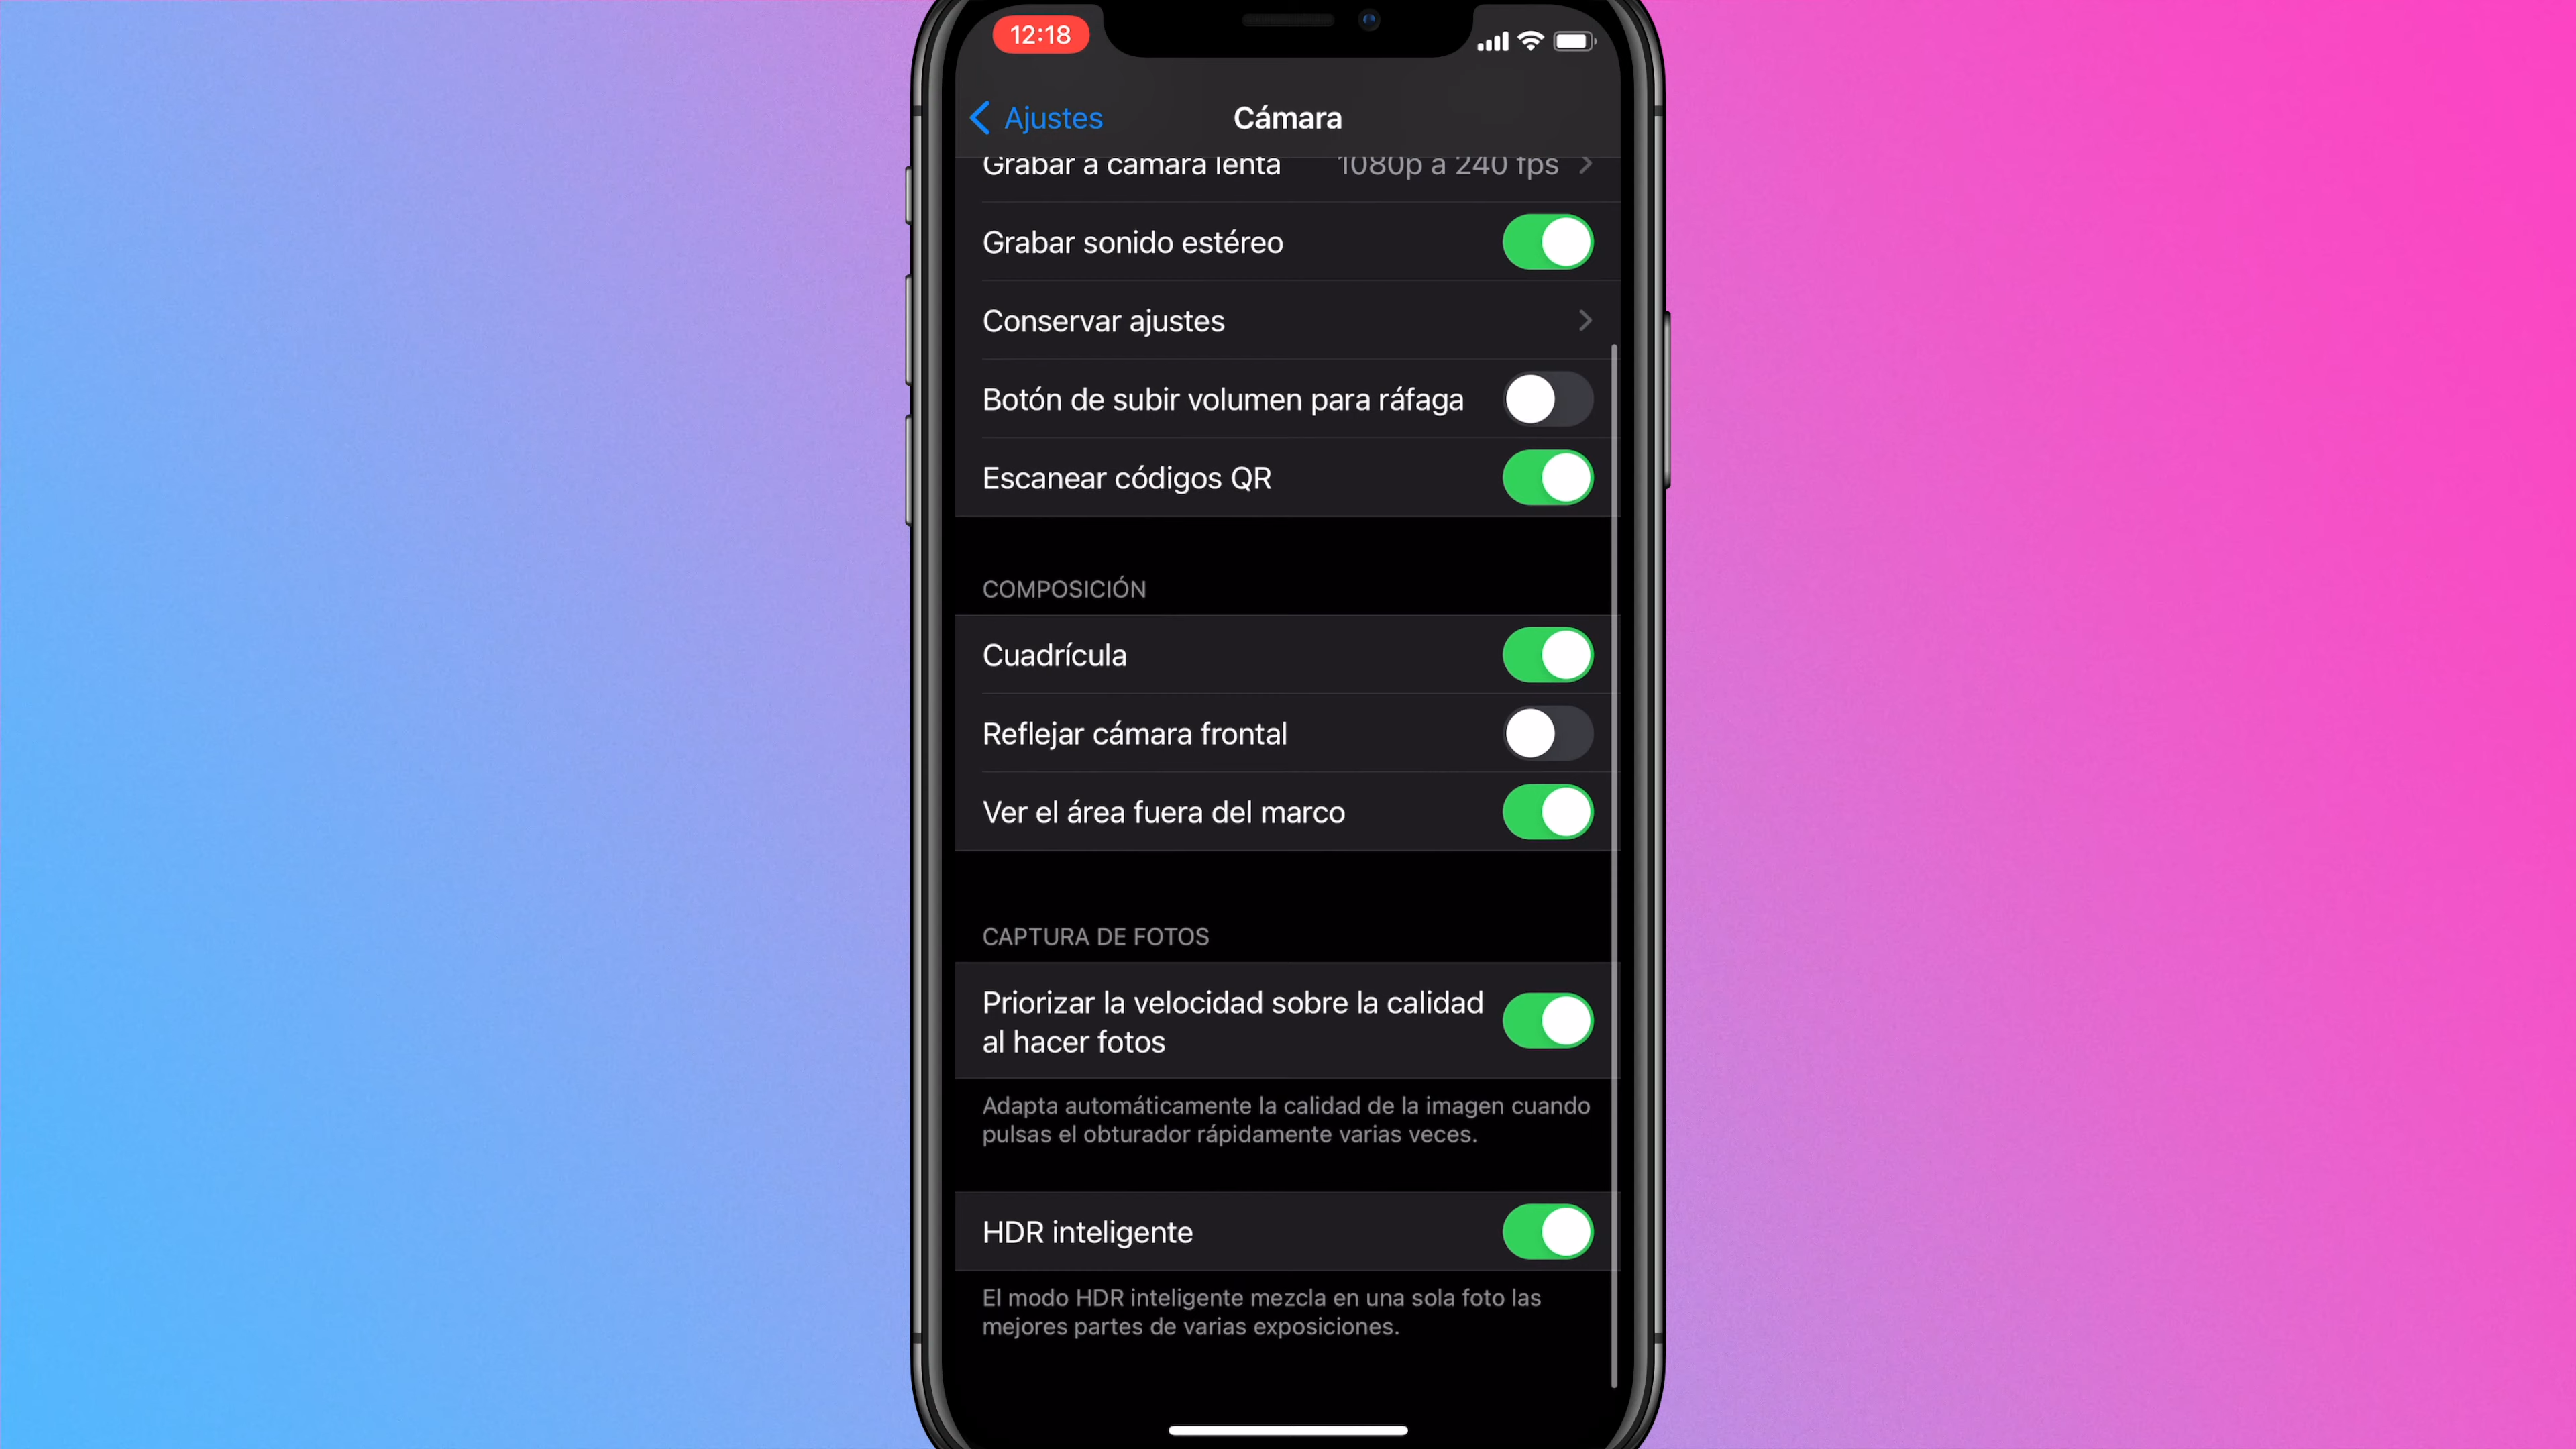 12:18
Ajustes
Cámara
Grabar a cámara lenta 1080p a 240 fps
Grabar sonido estéreo
Conservar ajustes
Botón de subir volumen para ráfaga
Escanear códigos QR
COMPOSICIÓN
Cuadrícula
Reflejar cámara frontal
Ver el área fuera del marco
CAPTURA DE FOTOS
Priorizar la velocidad sobre la calidad
al hacer fotos
Adapta automáticamente la calidad de la imagen cuando
pulsas el obturador rápidamente varias veces.
HDR inteligente
El modo HDR inteligente mezcla en una sola foto las
mejores partes de varias exposiciones.